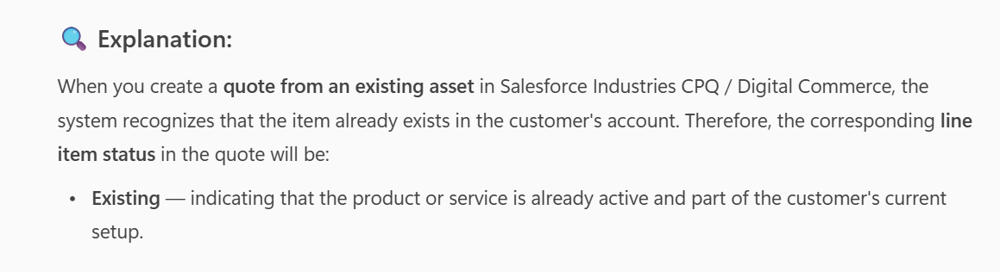 Explanation:
When you create a quote from an existing asset in Salesforce Industries CPQ / Digital Commerce, the
system recognizes that the item already exists in the customer's account. Therefore, the corresponding line
item status in the quote will be:
• Existing — indicating that the product or service is already active and part of the customer's current
setup.